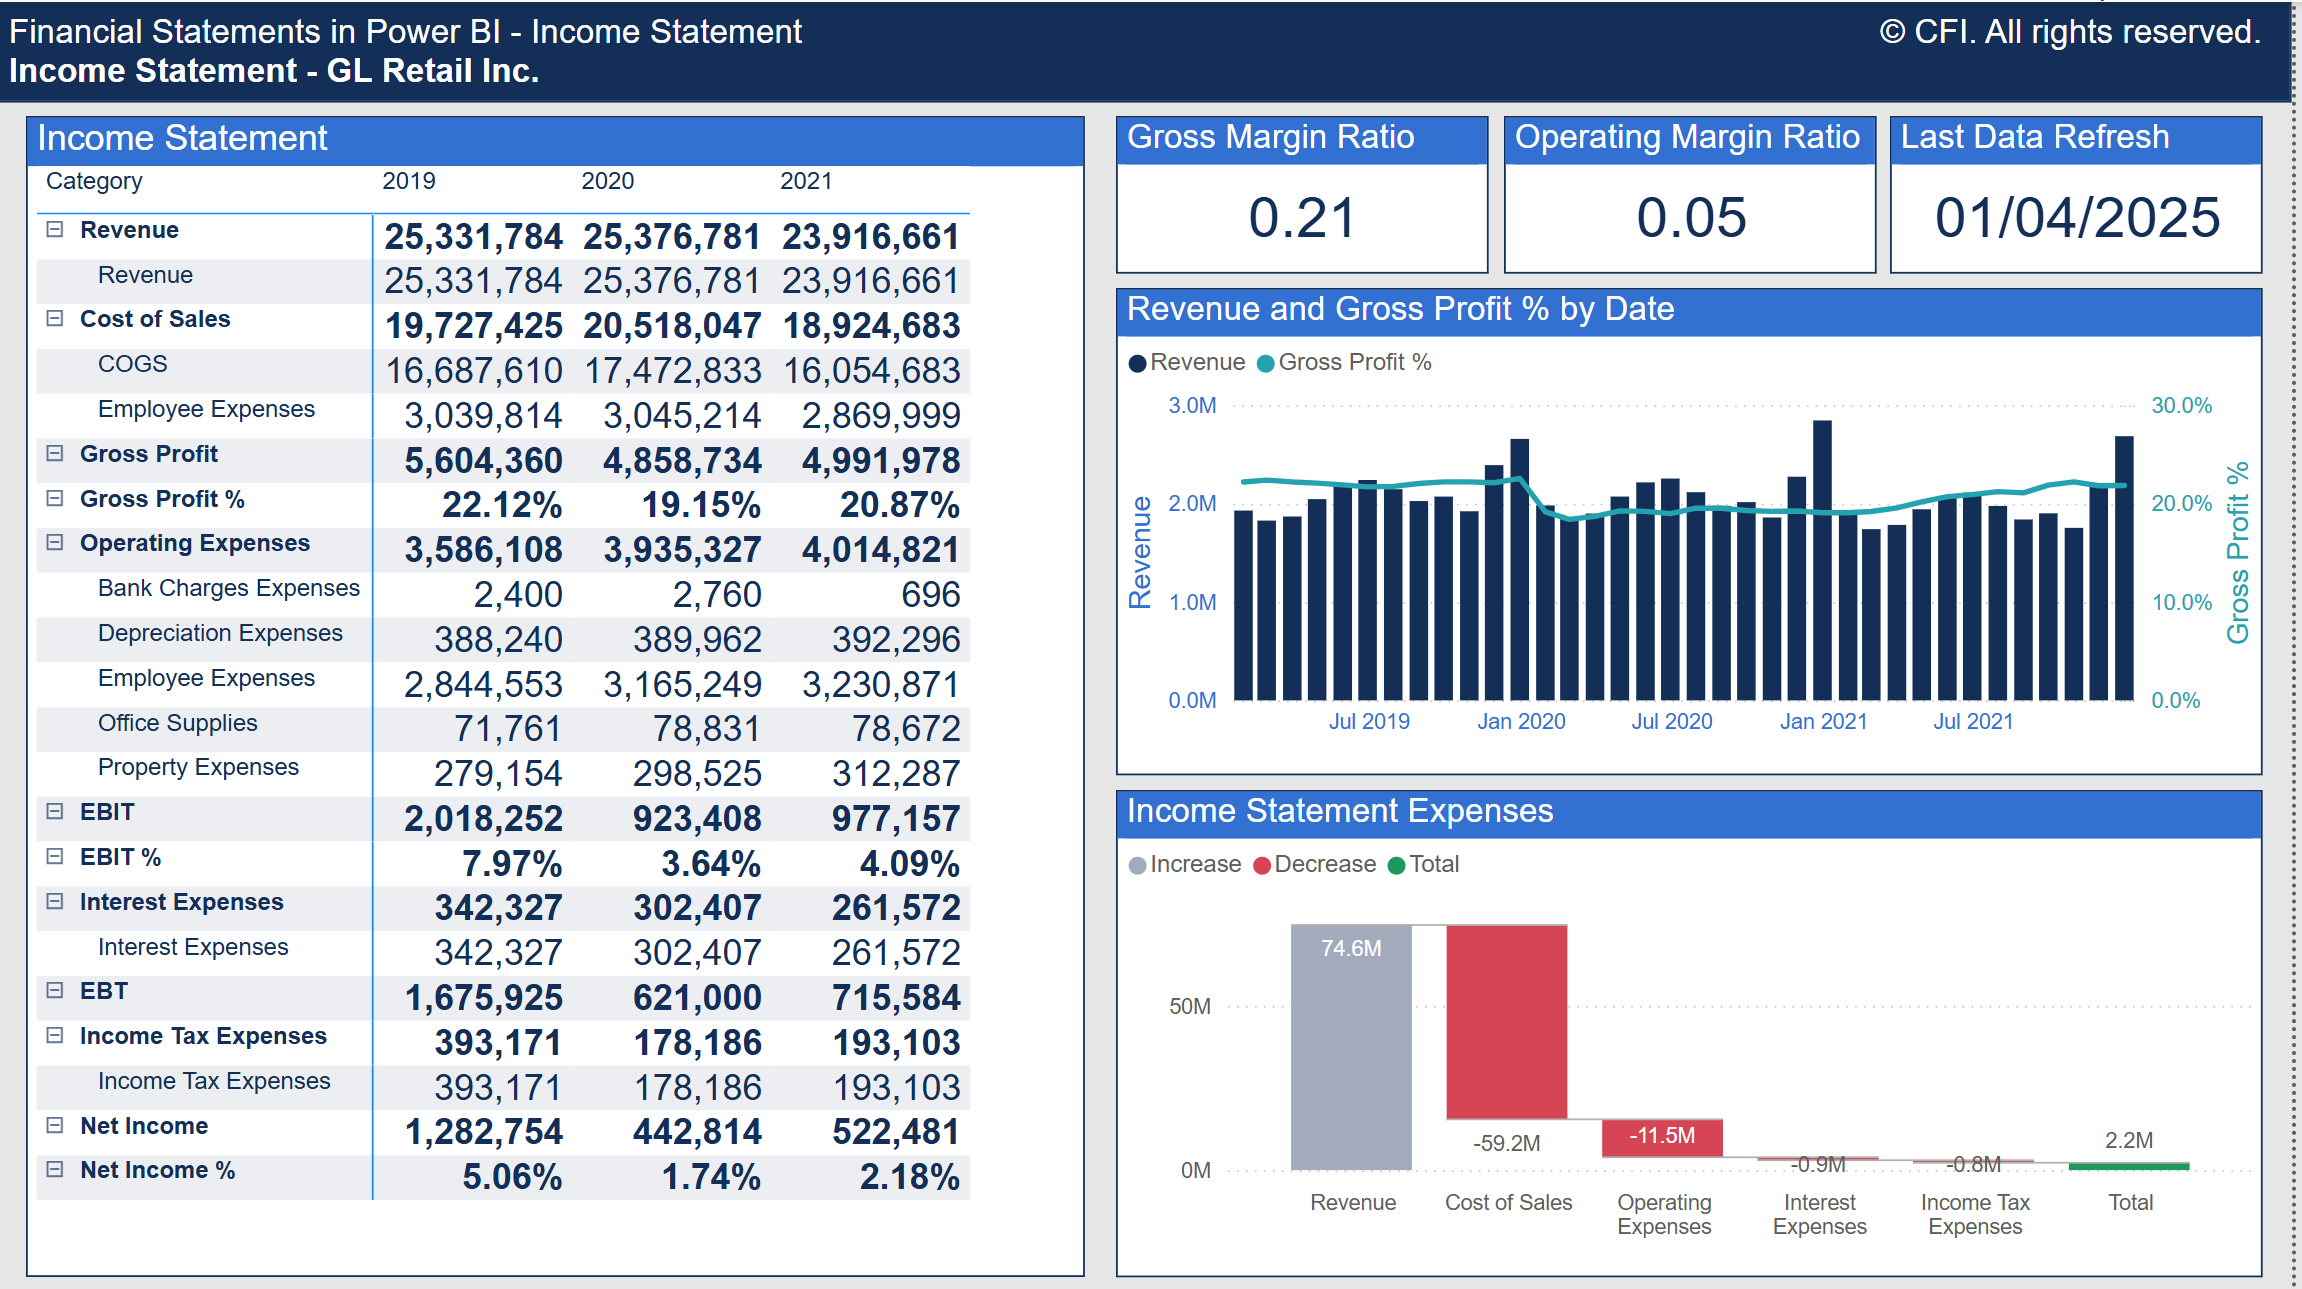 Financial Statements in Power BI - Income Statement
© CFI. All rights reserved.
Income Statement - GL Retail Inc.
Income Statement
Category 2019 2020 2021
Revenue 25,331,784 25,376,781 23,916,661
Revenue 25,331,784 25,376,781 23,916,661
Cost of Sales 19,727,425 20,518,047 18,924,683
COGS 16,687,610 17,472,833 16,054,683
Employee Expenses 3,039,814 3,045,214 2,869,999
Gross Profit 5,604,360 4,858,734 4,991,978
Gross Profit % 22.12% 19.15% 20.87%
Operating Expenses 3,586,108 3,935,327 4,014,821
Bank Charges Expenses 2,400 2,760 696
Depreciation Expenses 388,240 389,962 392,296
Employee Expenses 2,844,553 3,165,249 3,230,871
Office Supplies 71,761 78,831 78,672
Property Expenses 279,154 298,525 312,287
EBIT 2,018,252 923,408 977,157
EBIT % 7.97% 3.64% 4.09%
Interest Expenses 342,327 302,407 261,572
Interest Expenses 342,327 302,407 261,572
EBT 1,675,925 621,000 715,584
Income Tax Expenses 393,171 178,186 193,103
Income Tax Expenses 393,171 178,186 193,103
Net Income 1,282,754 442,814 522,481
Net Income % 5.06% 1.74% 2.18%
Gross Margin Ratio
0.21
Operating Margin Ratio
0.05
Last Data Refresh
01/04/2025
Revenue and Gross Profit % by Date
Revenue Gross Profit %
3.0M 30.0%
2.0M 20.0%
1.0M 10.0%
0.0M 0.0%
Revenue
Gross Profit %
Jul 2019 Jan 2020 Jul 2020 Jan 2021 Jul 2021
Income Statement Expenses
Increase Decrease Total
74.6M
50M
-11.5M
-59.2M
2.2M
-0.9M
-0.8M
0M
Revenue Cost of Sales Operating Interest Income Tax Total
Expenses Expenses Expenses